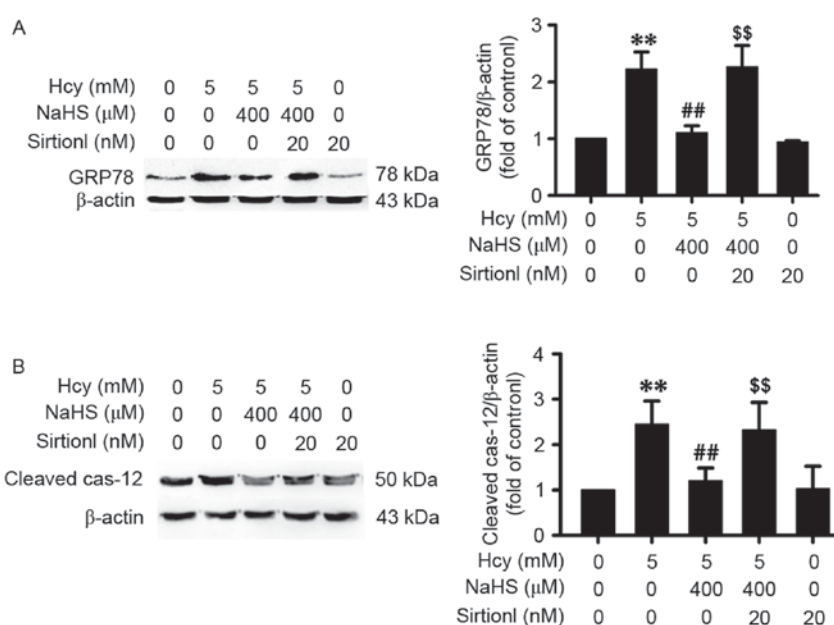 A
Hcy (mM) 0 5 5 5 0
NaHS (μM) 0 0 400 400 0
Sirtionl (nM) 0 0 0 20 20
GRP78 78 kDa
β-actin 43 kDa
GRP78/β-actin
(fold of contronl)
3
2
1
0
**
##
$$
Hcy (mM) 0 5 5 5 0
NaHS (μM) 0 0 400 400 0
Sirtionl (nM) 0 0 0 20 20
B
Hcy (mM) 0 5 5 5 0
NaHS (μM) 0 0 400 400 0
Sirtionl (nM) 0 0 0 20 20
Cleaved cas-12 50 kDa
β-actin 43 kDa
Cleaved cas-12/β-actin
(fold of contronl)
4
3
2
1
0
**
##
$$
Hcy (mM) 0 5 5 5 0
NaHS (μM) 0 0 400 400 0
Sirtionl (nM) 0 0 0 20 20